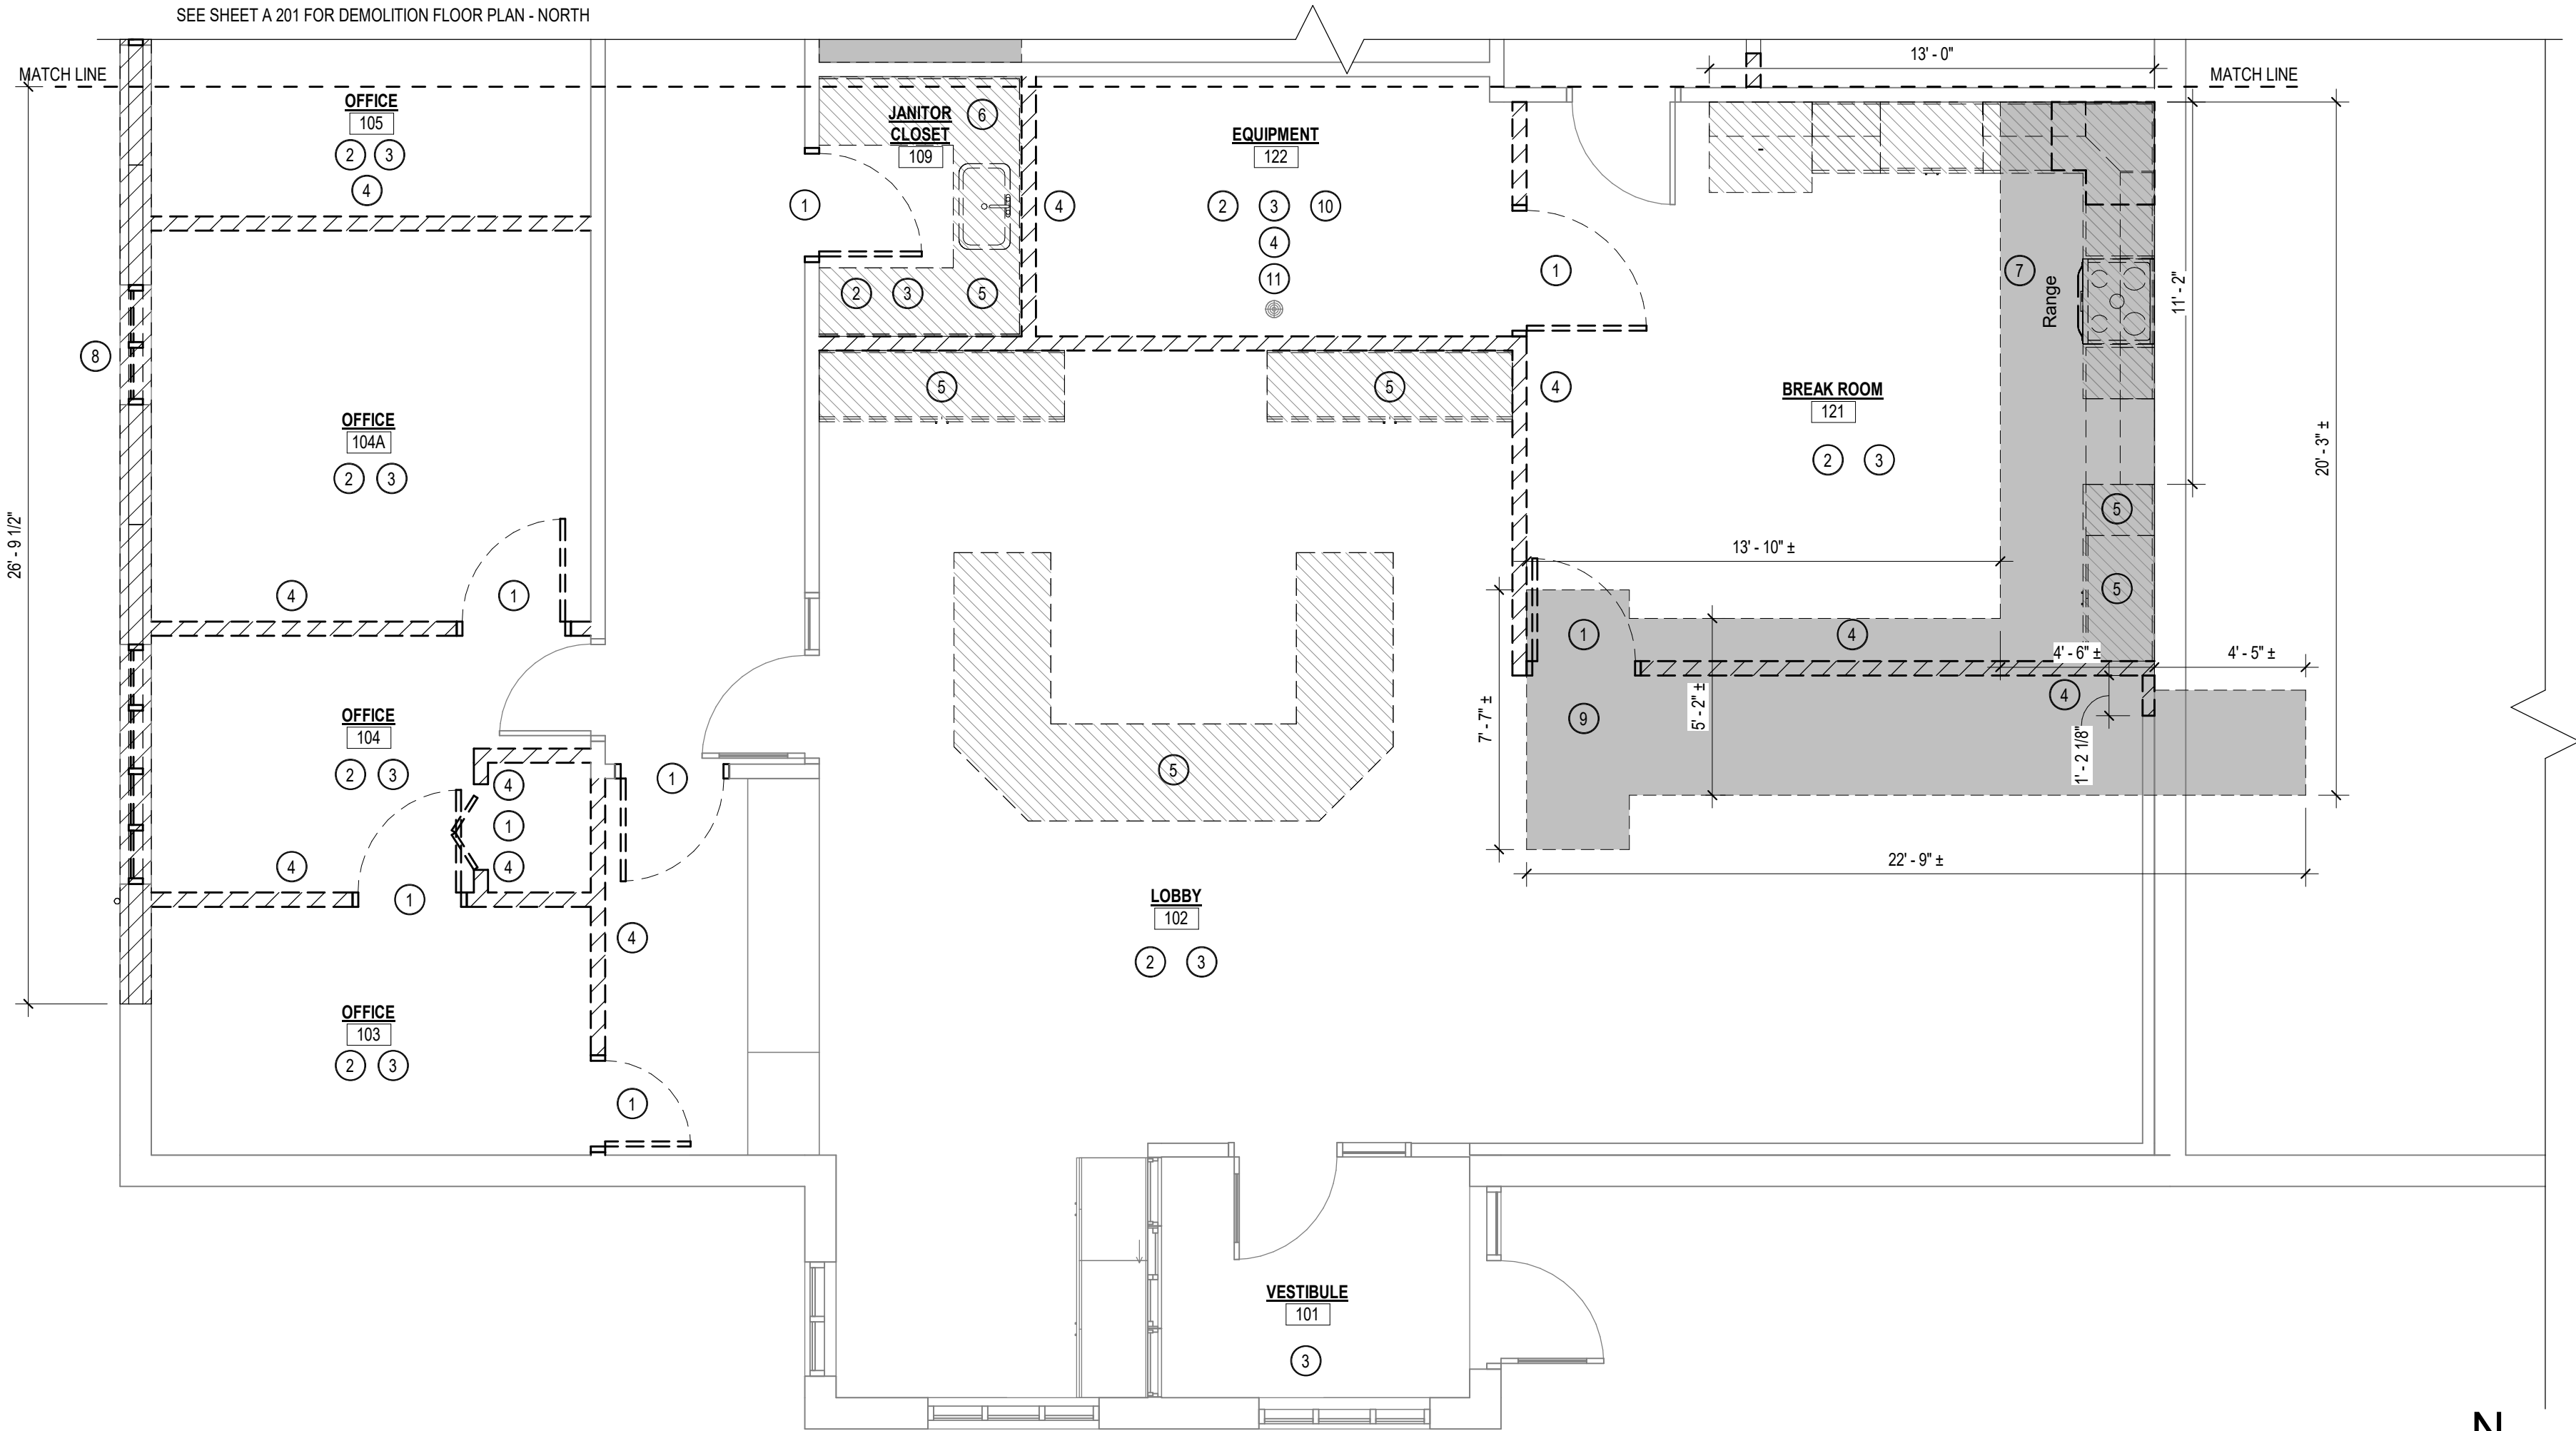 SEE SHEET A 201 FOR DEMOLITION FLOOR PLAN - NORTH
MATCH LINE
MATCH LINE
13' - 0"
OFFICE
105
2 3
4
JANITOR
CLOSET
109
6
1
2 3 5
4
EQUIPMENT
122
2 3 10
4
11
1
7
Range
11' - 2"
20' - 3" ±
8
5
5
4
BREAK ROOM
121
2 3
OFFICE
104A
2 3
26' - 9 1/2"
5
5
13' - 10" ±
4
1
1
4
4' - 6" ±
4' - 5" ±
4
9
7' - 7" ±
5' - 2" ±
1' - 2 1/8"
22' - 9" ±
OFFICE
104
2 3
4
1
4
1
5
4
1
LOBBY
102
2 3
4
OFFICE
103
2 3
1
VESTIBULE
101
3
N